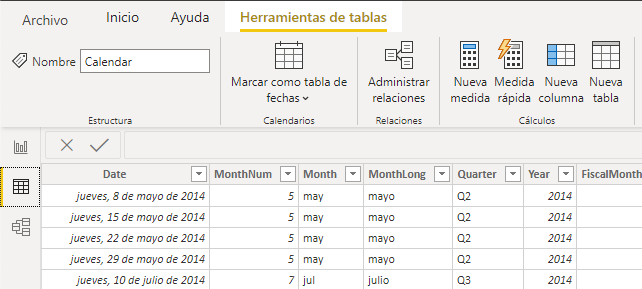 Archivo Inicio Ayuda Herramientas de tablas
Nombre Calendar
Marcar como tabla de
fechas
Administrar
relaciones
Nueva
medida
Medida
rápida
Nueva
columna
Nueva
tabla
Estructura Calendarios Relaciones Cálculos
Date MonthNum Month MonthLong Quarter Year FiscalMonth
jueves, 8 de mayo de 2014 5 may mayo Q2 2014
jueves, 15 de mayo de 2014 5 may mayo Q2 2014
jueves, 22 de mayo de 2014 5 may mayo Q2 2014
jueves, 29 de mayo de 2014 5 may mayo Q2 2014
jueves, 10 de julio de 2014 7 jul julio Q3 2014